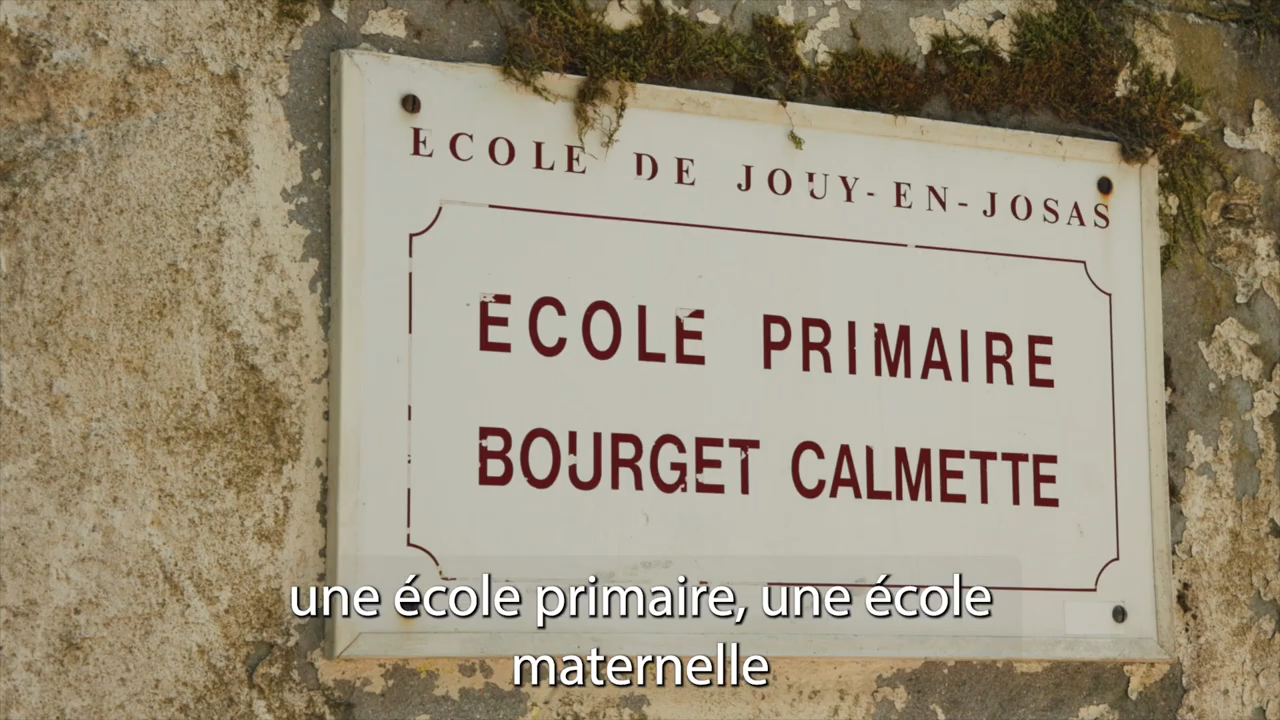 ECOLE DE JOUY-EN-JOSAS
ECOLE PRIMAIRE
BOURGET CALMETTE
une école primaire, une école
maternelle